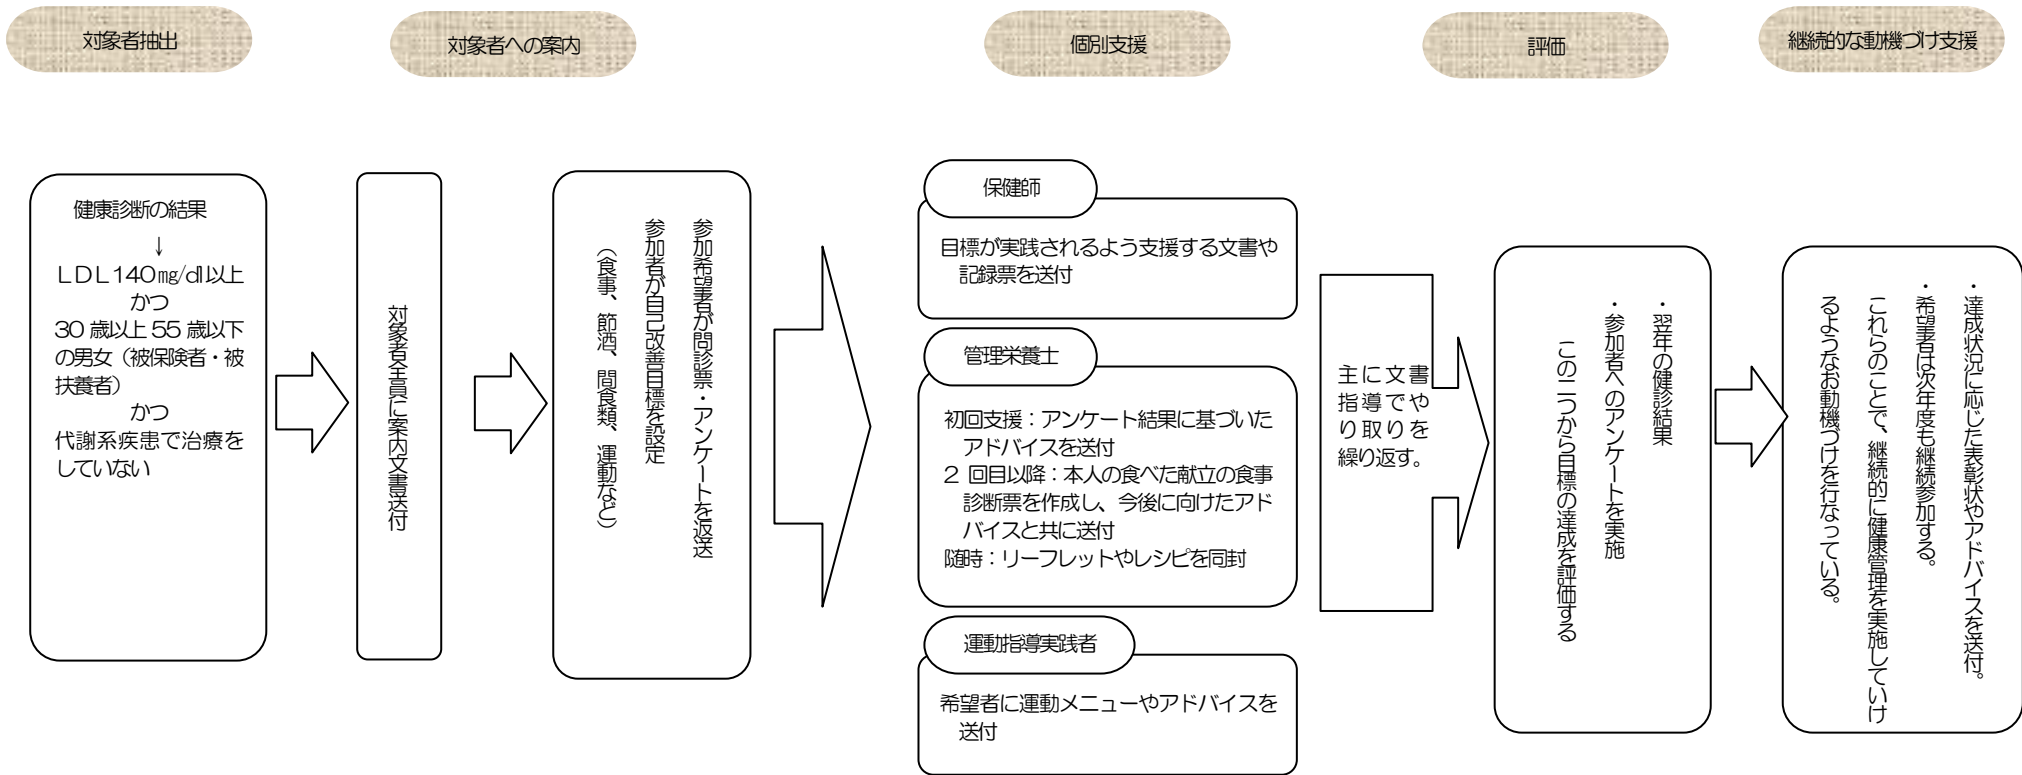 対象者抽出
対象者への案内
個別支援
評価
継続的な動機づけ支援
健康診断の結果
↓
ＬＤＬ140㎎/dl以上
かつ
30 歳以上 55 歳以下
の男女（被保険者・被
扶養者）
かつ
代謝系疾患で治療を
していない
対象者全員に案内文書送付
参加希望者が問診票・アンケートを返送
参加者が自己改善目標を設定
（食事、節酒、間食類、運動など）
保健師
目標が実践されるよう支援する文書や
記録票を送付
管理栄養士
初回支援：アンケート結果に基づいた
アドバイスを送付
2 回目以降：本人の食べた献立の食事
診断票を作成し、今後に向けたアド
バイスと共に送付
随時：リーフレットやレシピを同封
運動指導実践者
希望者に運動メニューやアドバイスを
送付
主に文書
指導でや
り取りを
繰り返す。
・翌年の健診結果
・参加者へのアンケートを実施
この二つから目標の達成を評価する
・達成状況に応じた表彰状やアドバイスを送付。
・希望者は次年度も継続参加する。
これらのことで、継続的に健康管理を実施していけ
るようなお動機づけを行なっている。